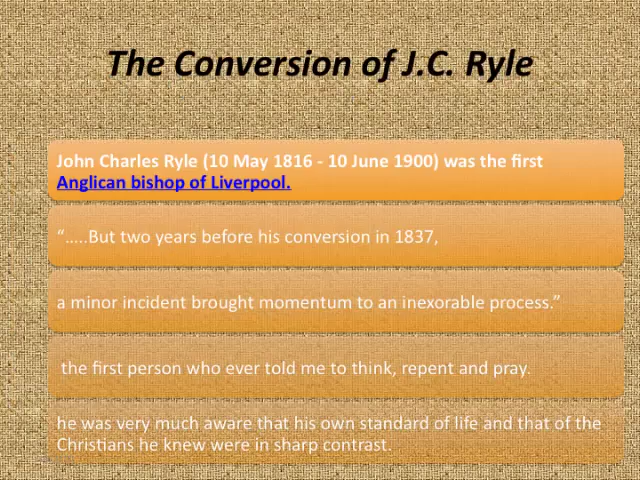 The Conversion of J.C. Ryle
John Charles Ryle (10 May 1816 - 10 June 1900) was the first
Anglican bishop of Liverpool.
“…..But two years before his conversion in 1837,
a minor incident brought momentum to an inexorable process.”
the first person who ever told me to think, repent and pray.
he was very much aware that his own standard of life and that of the
Christians he knew were in sharp contrast.